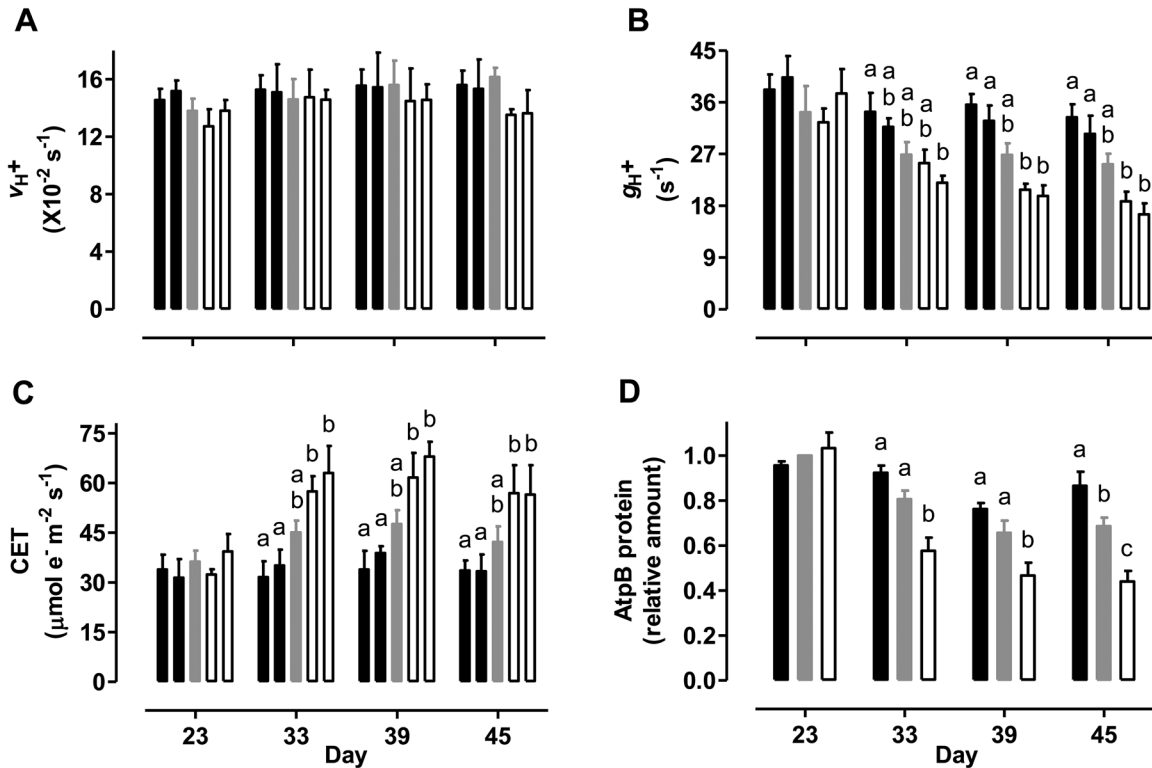 A
vH+
(X10-2 s-1)
16
12
8
4
0
B
gH+
(s-1)
45
36
27
18
9
0
a a a a
b b b b
a a a b b
b
a a a b b
b
C
CET
(μmol e- m-2 s-1)
75
60
45
30
15
0
a a a b b
b
a a a b b
b
a a a b b
b
23 33 39 45
Day
D
AtpB protein
(relative amount)
1.0
0.8
0.6
0.4
0.2
0.0
a a b
a a b
a b c
23 33 39 45
Day